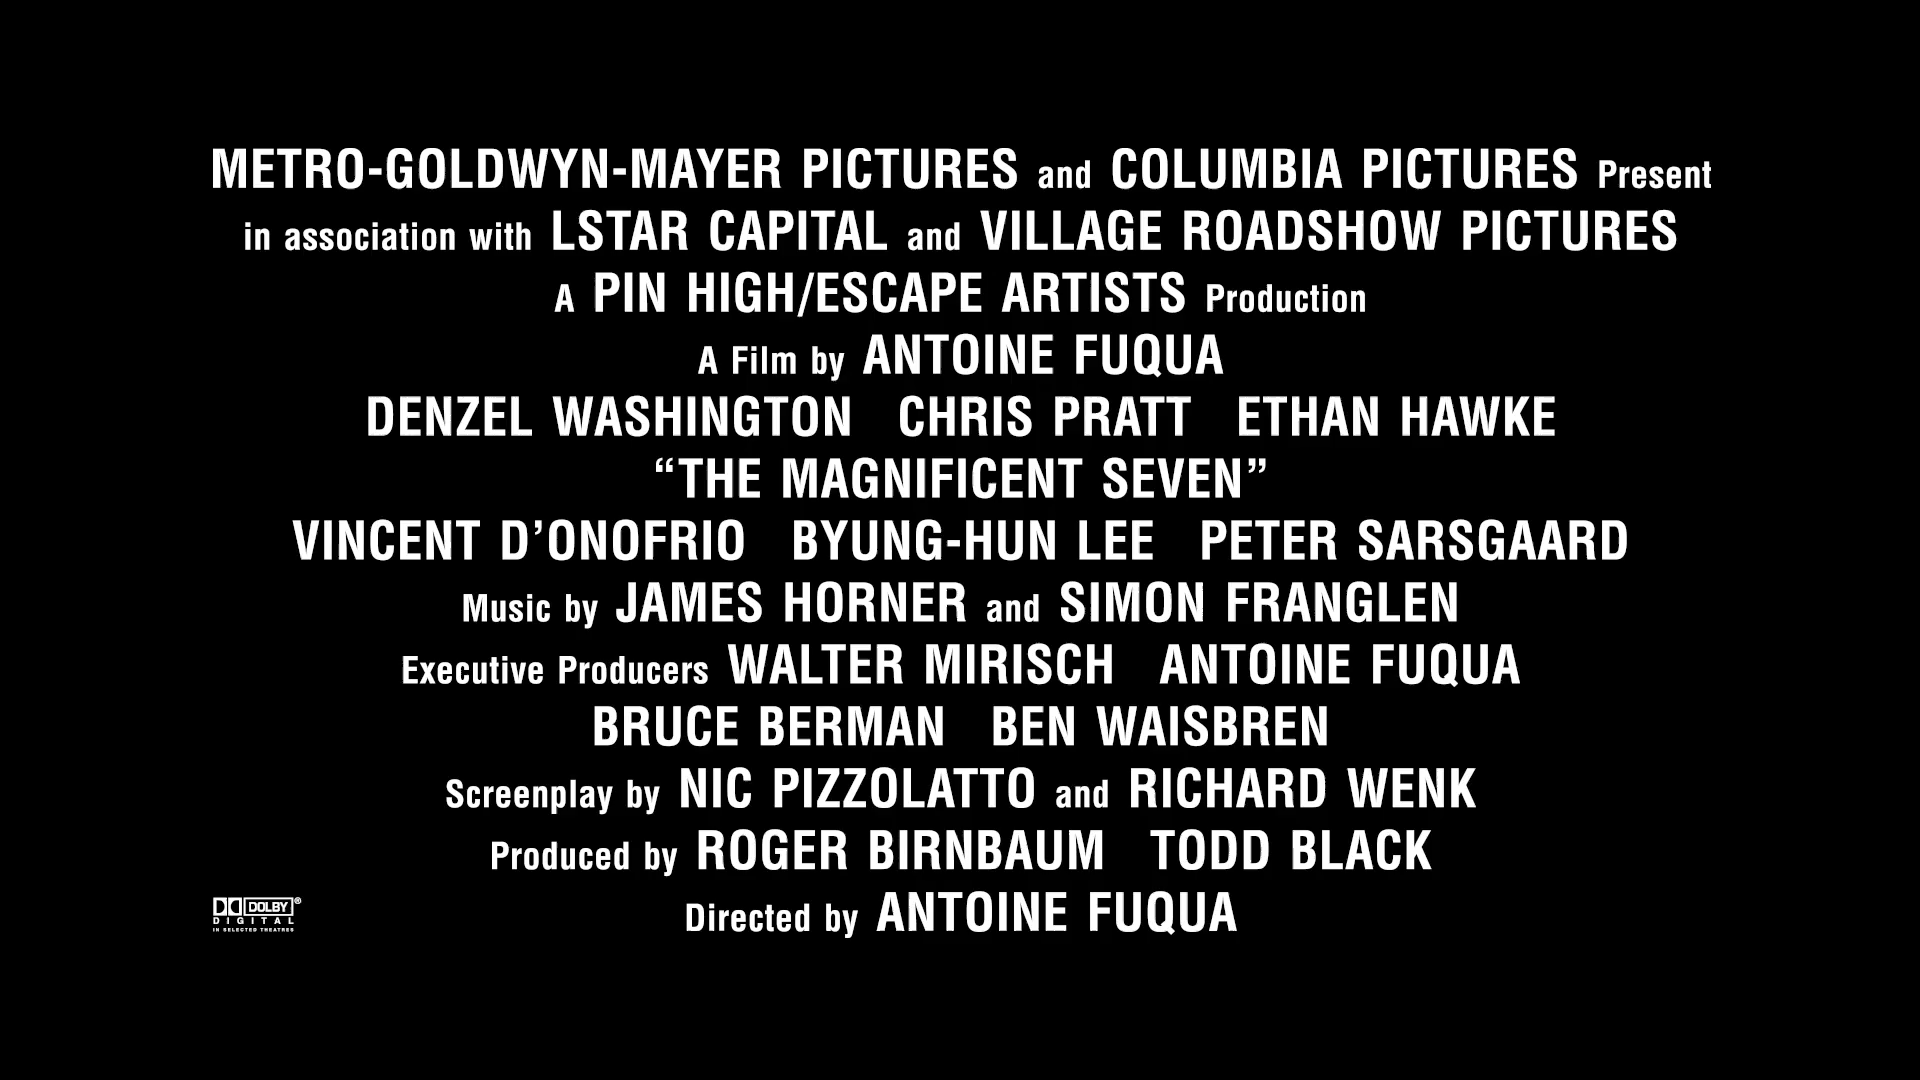 METRO-GOLDWYN-MAYER PICTURES and COLUMBIA PICTURES Present
in association with LSTAR CAPITAL and VILLAGE ROADSHOW PICTURES
A PIN HIGH/ESCAPE ARTISTS Production
A Film by ANTOINE FUQUA
DENZEL WASHINGTON CHRIS PRATT ETHAN HAWKE
“THE MAGNIFICENT SEVEN”
VINCENT D’ONOFRIO BYUNG-HUN LEE PETER SARSGAARD
Music by JAMES HORNER and SIMON FRANGLEN
Executive Producers WALTER MIRISCH ANTOINE FUQUA
BRUCE BERMAN BEN WAISBREN
Screenplay by NIC PIZZOLATTO and RICHARD WENK
Produced by ROGER BIRNBAUM TODD BLACK
Directed by ANTOINE FUQUA
DOLBY®
DIGITAL
IN SELECTED THEATRES